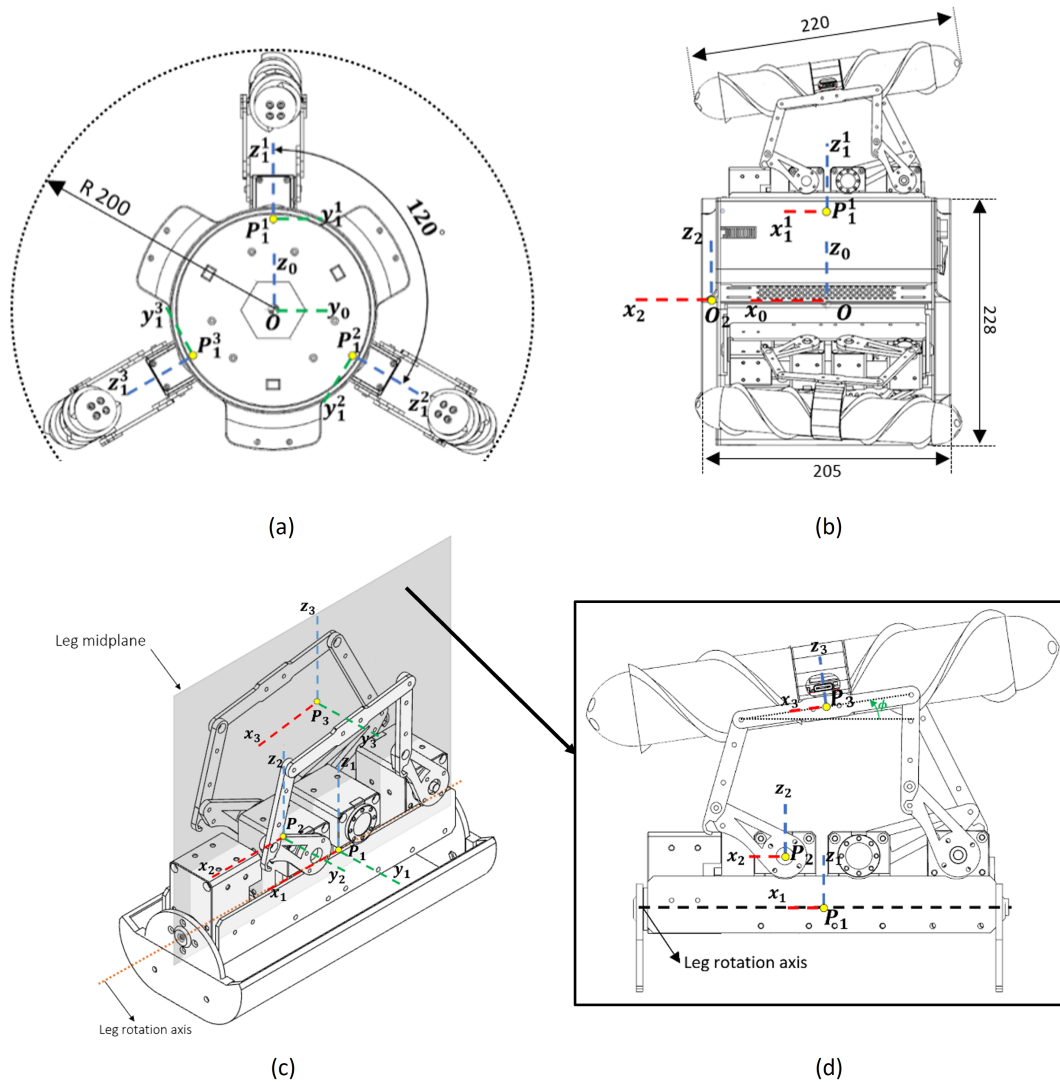 R 200
120°
z₁¹
y₁¹
P₁¹
z₀
y₀
O
y₁³
P₁³
z₁³
P₁²
z₁²
y₁²
(a)
220
z₁¹
P₁¹
x₁¹
z₂
z₀
x₂
O₂
x₀
O
228
205
(b)
Leg midplane
z₃
P₃
x₃
y₃
z₂
z₁
P₂
x₂
P₁
y₂
y₁
x₁
Leg rotation axis
(c)
z₃
x₃
P₃
ϕ
z₂
x₂
P₂
x₁
P₁
Leg rotation axis
(d)